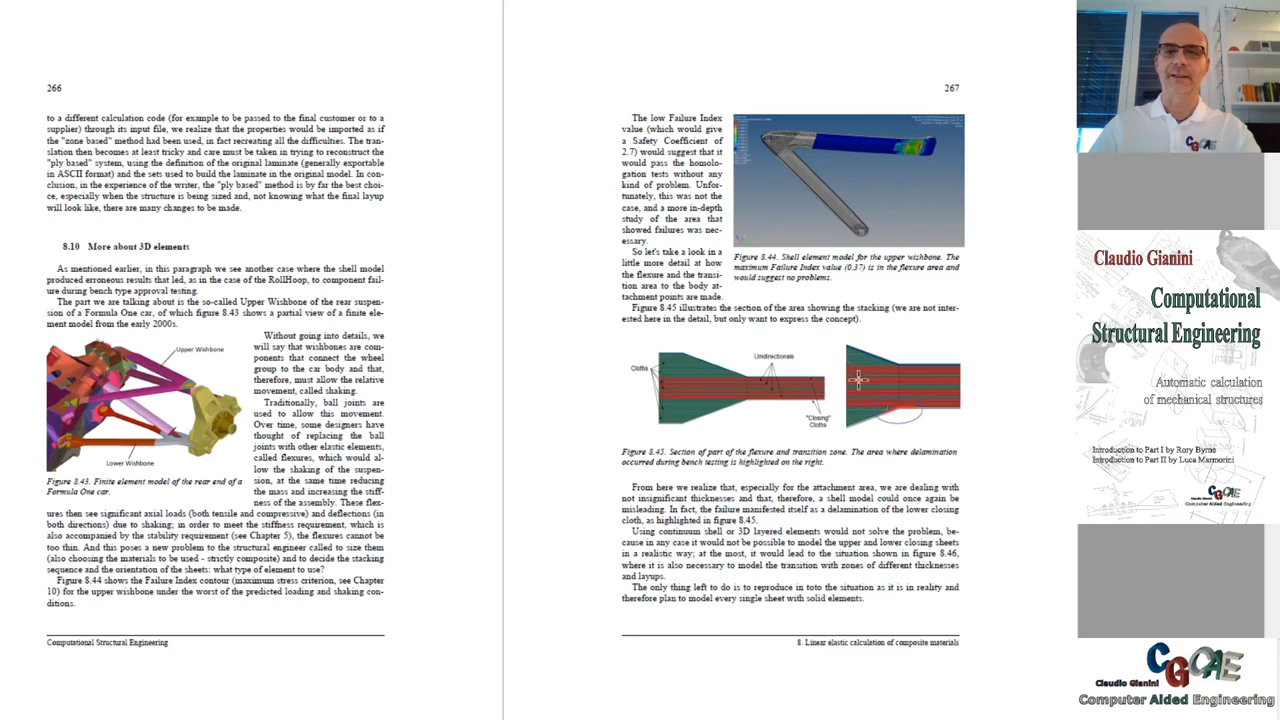 266
to a different calculation code (for example to be passed to the final customer or to a
supplier) through its input file, we realize that the properties would be imported as if
the "zone based" method had been used, in fact recreating all the difficulties. The tran-
slation then becomes at least tricky and care must be taken in trying to reconstruct the
"ply based" system, using the definition of the original laminate (generally exportable
in ASCII format) and the sets used to build the laminate in the original model. In con-
clusion, in the experience of the writer, the "ply based" method is by far the best choi-
ce, especially when the structure is being sized and, not knowing what the final layup
will look like, there are many changes to be made.
8.10 More about 3D elements
As mentioned earlier, in this paragraph we see another case where the shell model
produced erroneous results that led, as in the case of the RollHoop, to component fail-
ure during bench type approval testing.
The part we are talking about is the so-called Upper Wishbone of the rear suspen-
sion of a Formula One car, of which figure 8.43 shows a partial view of a finite ele-
ment model from the early 2000s.
Upper Wishbone
Lower Wishbone
Figure 8.43. Finite element model of the rear end of a
Formula One car.
Without going into details, we
will say that wishbones are com-
ponents that connect the wheel
group to the car body and that,
therefore, must allow the relative
movement, called shaking.
Traditionally, ball joints are
used to allow this movement.
Over time, some designers have
thought of replacing the ball
joints with other elastic elements,
called flexures, which would al-
low the shaking of the suspen-
sion, at the same time reducing
the mass and increasing the stiff-
ness of the assembly. These flex-
ures then see significant axial loads (both tensile and compressive) and deflections (in
both directions) due to shaking; in order to meet the stiffness requirement, which is
also accompanied by the stability requirement (see Chapter 5), the flexures cannot be
too thin. And this poses a new problem to the structural engineer called to size them
(also choosing the materials to be used - strictly composite) and to decide the stacking
sequence and the orientation of the sheets: what type of element to use?
Figure 8.44 shows the Failure Index contour (maximum stress criterion, see Chapter
10) for the upper wishbone under the worst of the predicted loading and shaking con-
ditions.
Computational Structural Engineering
267
The low Failure Index
value (which would give
a Safety Coefficient of
2.7) would suggest that it
would pass the homolo-
gation tests without any
kind of problem. Unfor-
tunately, this was not the
case, and a more in-depth
study of the area that
showed failures was nec-
essary.
So let's take a look in a
little more detail at how
the flexure and the transi-
tion area to the body at-
tachment points are made.
Figure 8.44. Shell element model for the upper wishbone. The
maximum Failure Index value (0.37) is in the flexure area and
would suggest no problems.
Figure 8.45 illustrates the section of the area showing the stacking (we are not inter-
ested here in the detail, but only want to express the concept).
Cloths
Unidirectionals
"Closing"
Cloths
Figure 8.45. Section of part of the flexure and transition zone. The area where delamination
occurred during bench testing is highlighted on the right.
From here we realize that, especially for the attachment area, we are dealing with
not insignificant thicknesses and that, therefore, a shell model could once again be
misleading. In fact, the failure manifested itself as a delamination of the lower closing
cloth, as highlighted in figure 8.45.
Using continuum shell or 3D layered elements would not solve the problem, be-
cause in any case it would not be possible to model the upper and lower closing sheets
in a realistic way; at the most, it would lead to the situation shown in figure 8.46,
where it is also necessary to model the transition with zones of different thicknesses
and layups.
The only thing left to do is to reproduce in toto the situation as it is in reality and
therefore plan to model every single sheet with solid elements.
8. Linear elastic calculation of composite materials
Claudio Gianini
Computational
Structural Engineering
Automatic calculation
of mechanical structures
Introduction to Part I by Rory Byrne
Introduction to Part II by Luca Marmorini
CGCAE
Computer Aided Engineering
CGCAE
Claudio Gianini
Computer Aided Engineering